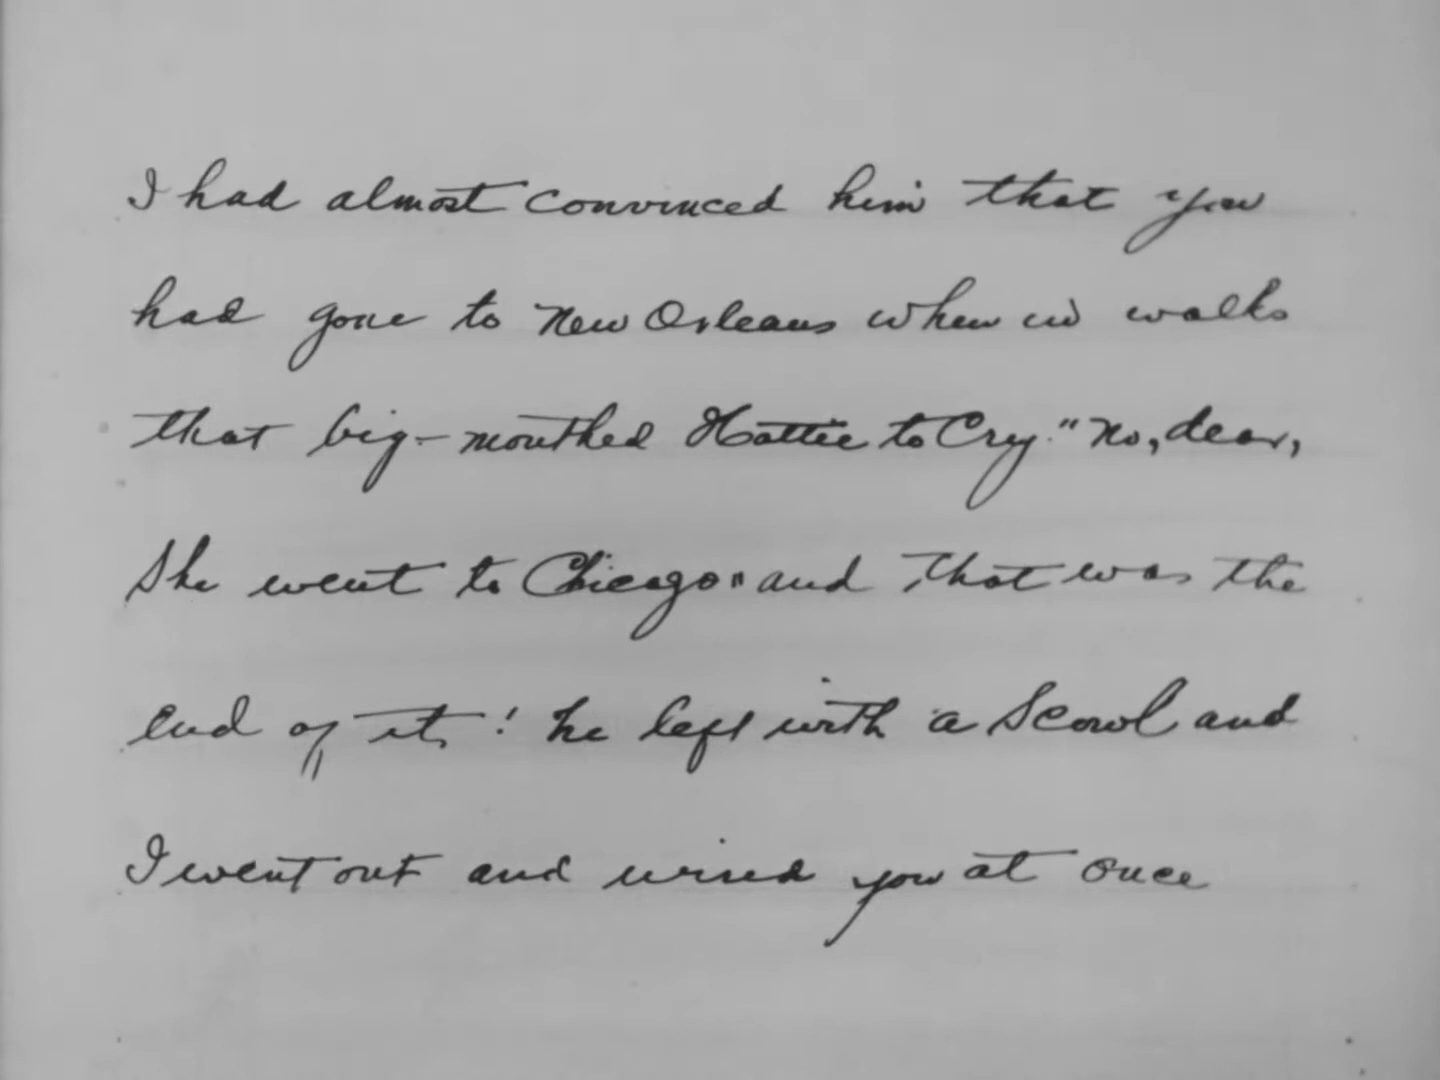 I had almost convinced him that you
had gone to New Orleans when in walks
that big-mouthed Hattie to Cry "No, dear,
She went to Chicago" and that was the
end of it! he left with a Scowl and
I went out and wired you at once